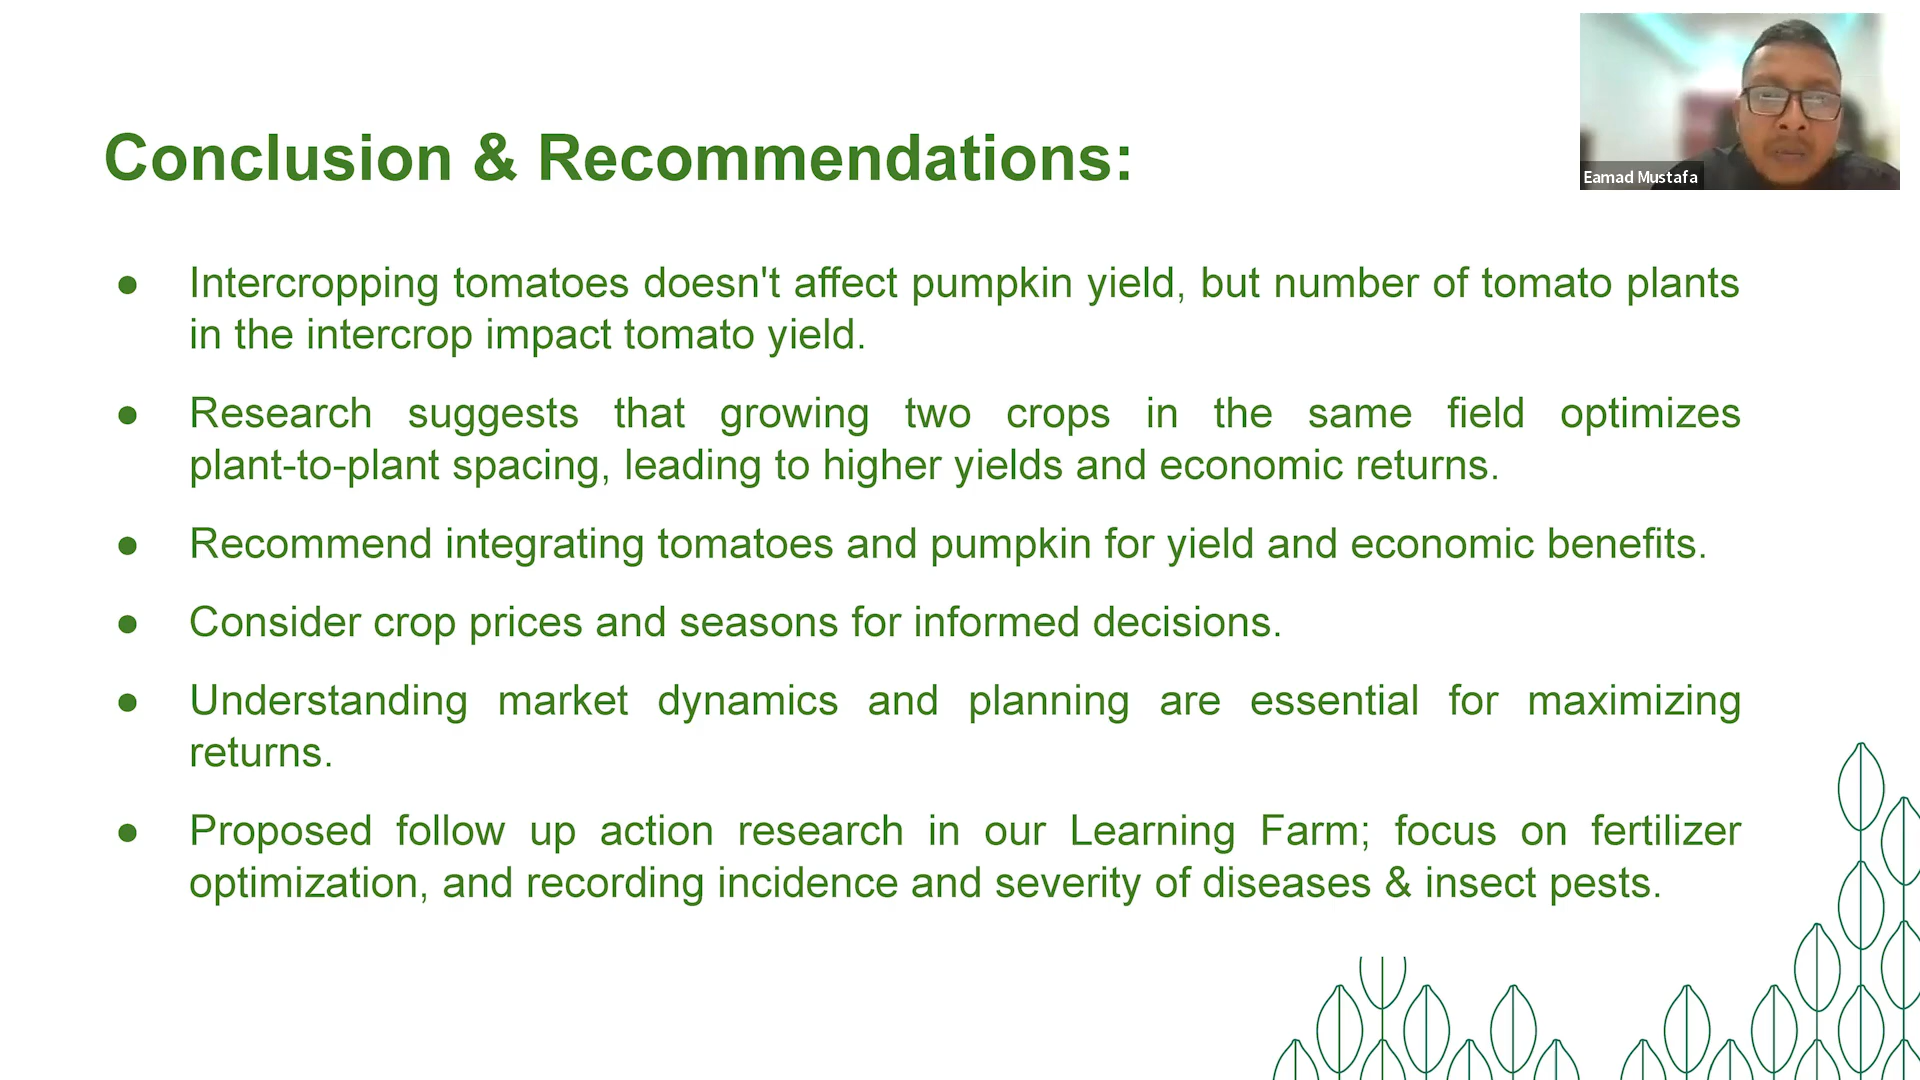 Eamad Mustafa
Conclusion & Recommendations:
● Intercropping tomatoes doesn't affect pumpkin yield, but number of tomato plants
in the intercrop impact tomato yield.
● Research suggests that growing two crops in the same field optimizes
plant-to-plant spacing, leading to higher yields and economic returns.
● Recommend integrating tomatoes and pumpkin for yield and economic benefits.
● Consider crop prices and seasons for informed decisions.
● Understanding market dynamics and planning are essential for maximizing
returns.
● Proposed follow up action research in our Learning Farm; focus on fertilizer
optimization, and recording incidence and severity of diseases & insect pests.